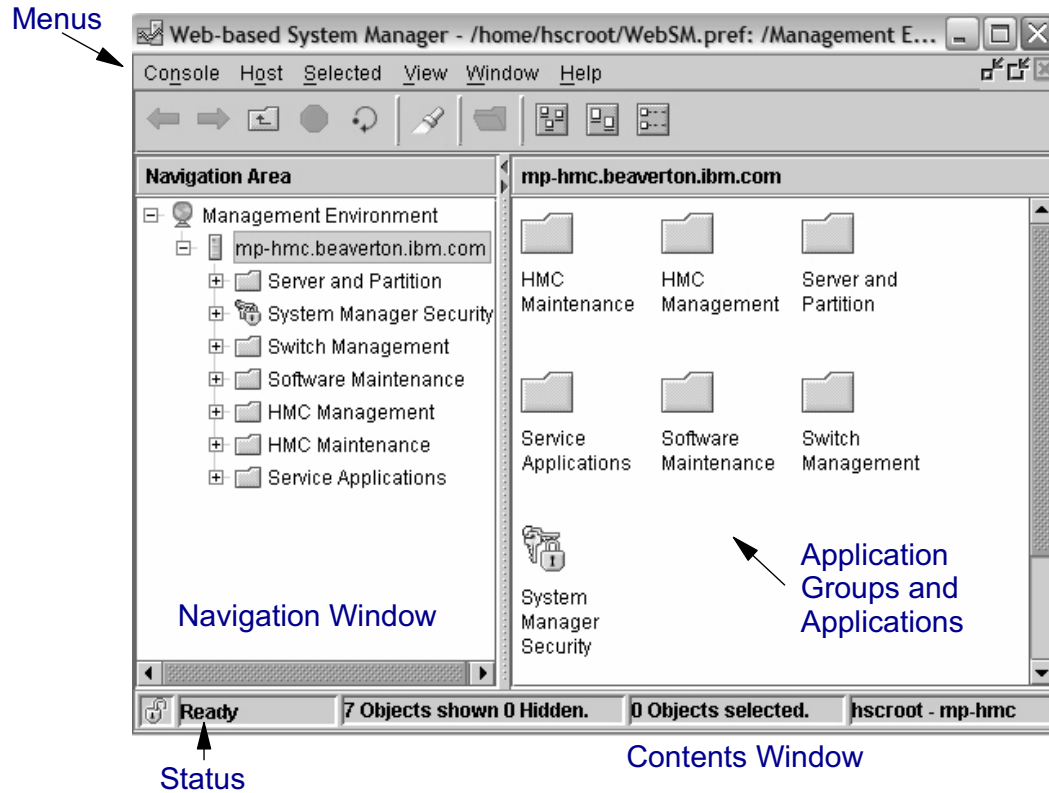 Menus
Web-based System Manager - /home/hscroot/WebSM.pref: /Management E...
Console Host Selected View Window Help
Navigation Area
mp-hmc.beaverton.ibm.com
Management Environment
mp-hmc.beaverton.ibm.com
Server and Partition
System Manager Security
Switch Management
Software Maintenance
HMC Management
HMC Maintenance
Service Applications
Navigation Window
HMC
Maintenance
HMC
Management
Server and
Partition
Service
Applications
Software
Maintenance
Switch
Management
System
Manager
Security
Application
Groups and
Applications
Ready
7 Objects shown 0 Hidden.
0 Objects selected.
hscroot - mp-hmc
Contents Window
Status